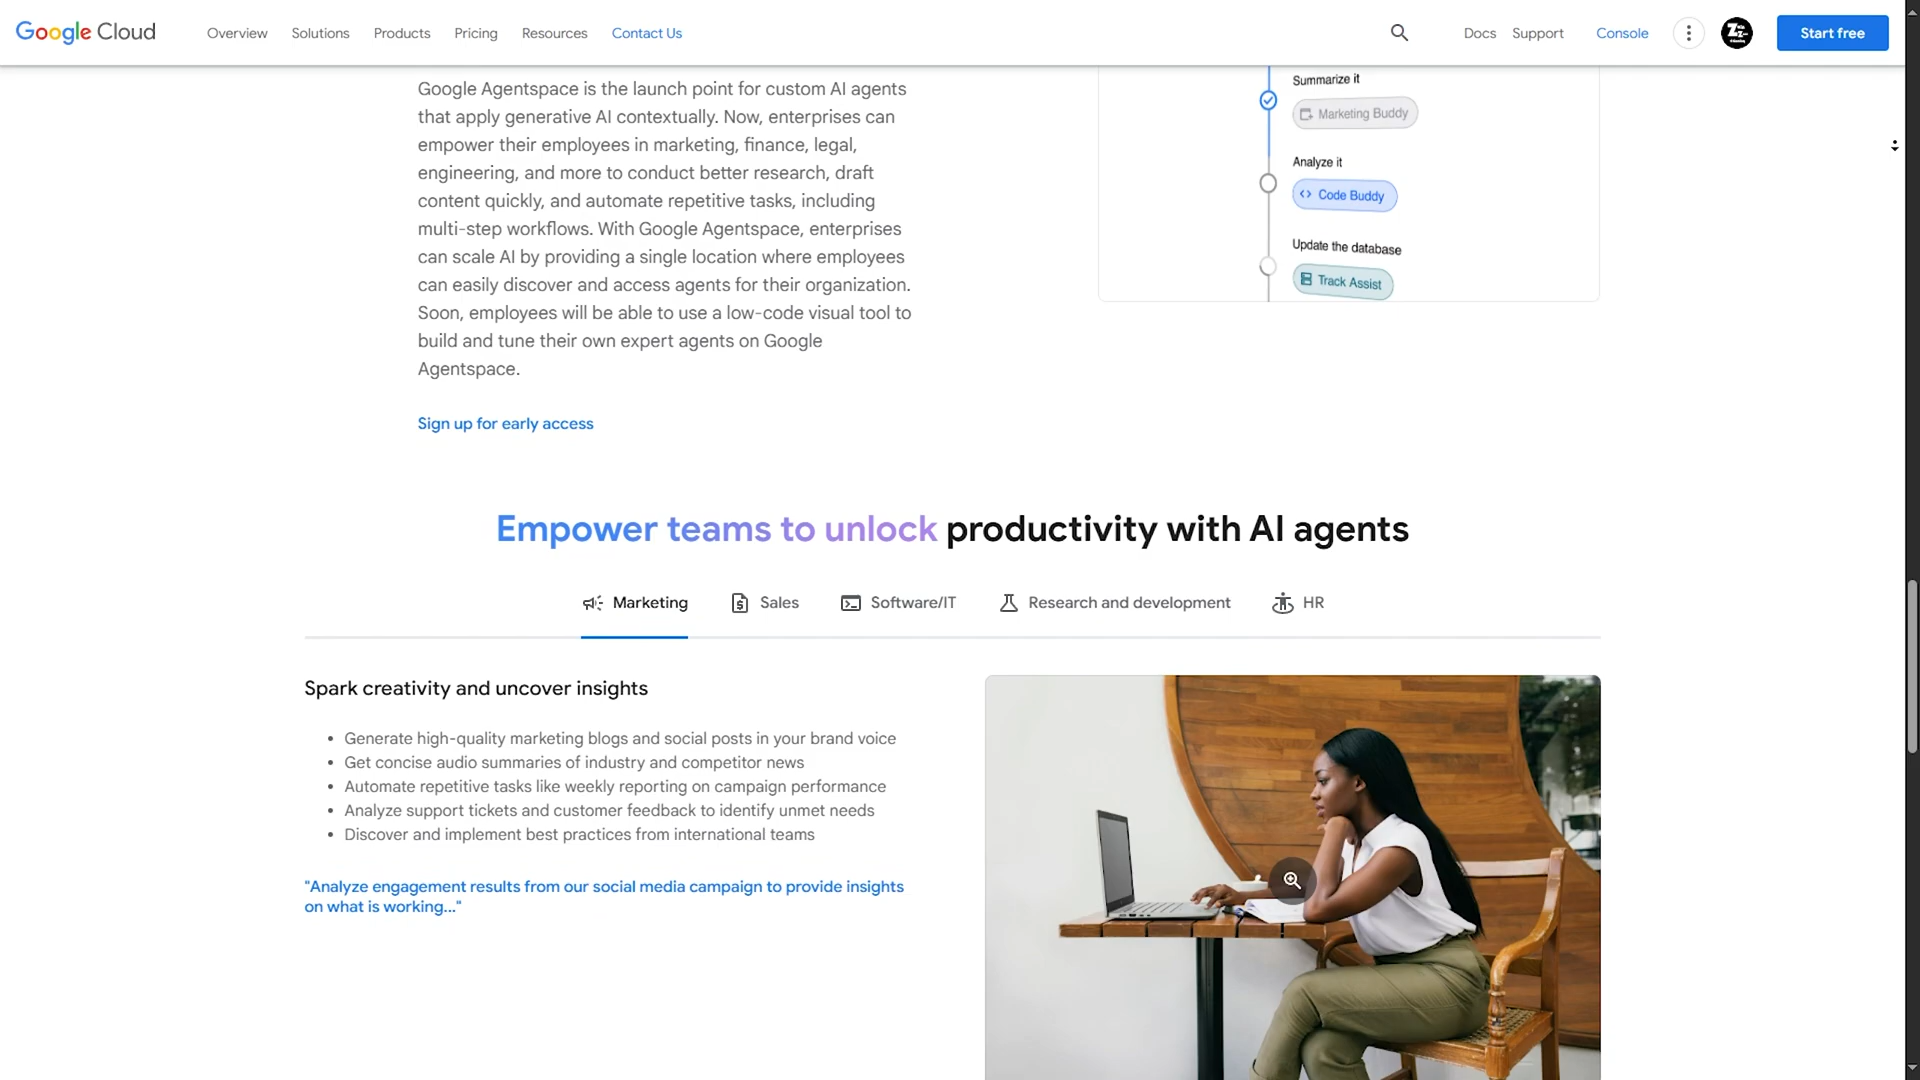 Google Cloud
Overview
Solutions
Products
Pricing
Resources
Contact Us
Docs
Support
Console
Start free
Google Agentspace is the launch point for custom AI agents
that apply generative AI contextually. Now, enterprises can
empower their employees in marketing, finance, legal,
engineering, and more to conduct better research, draft
content quickly, and automate repetitive tasks, including
multi-step workflows. With Google Agentspace, enterprises
can scale AI by providing a single location where employees
can easily discover and access agents for their organization.
Soon, employees will be able to use a low-code visual tool to
build and tune their own expert agents on Google
Agentspace.
Sign up for early access
Summarize it
Marketing Buddy
Analyze it
Code Buddy
Update the database
Track Assist
Empower teams to unlock productivity with AI agents
Marketing
Sales
Software/IT
Research and development
HR
Spark creativity and uncover insights
• Generate high-quality marketing blogs and social posts in your brand voice
• Get concise audio summaries of industry and competitor news
• Automate repetitive tasks like weekly reporting on campaign performance
• Analyze support tickets and customer feedback to identify unmet needs
• Discover and implement best practices from international teams
"Analyze engagement results from our social media campaign to provide insights
on what is working..."